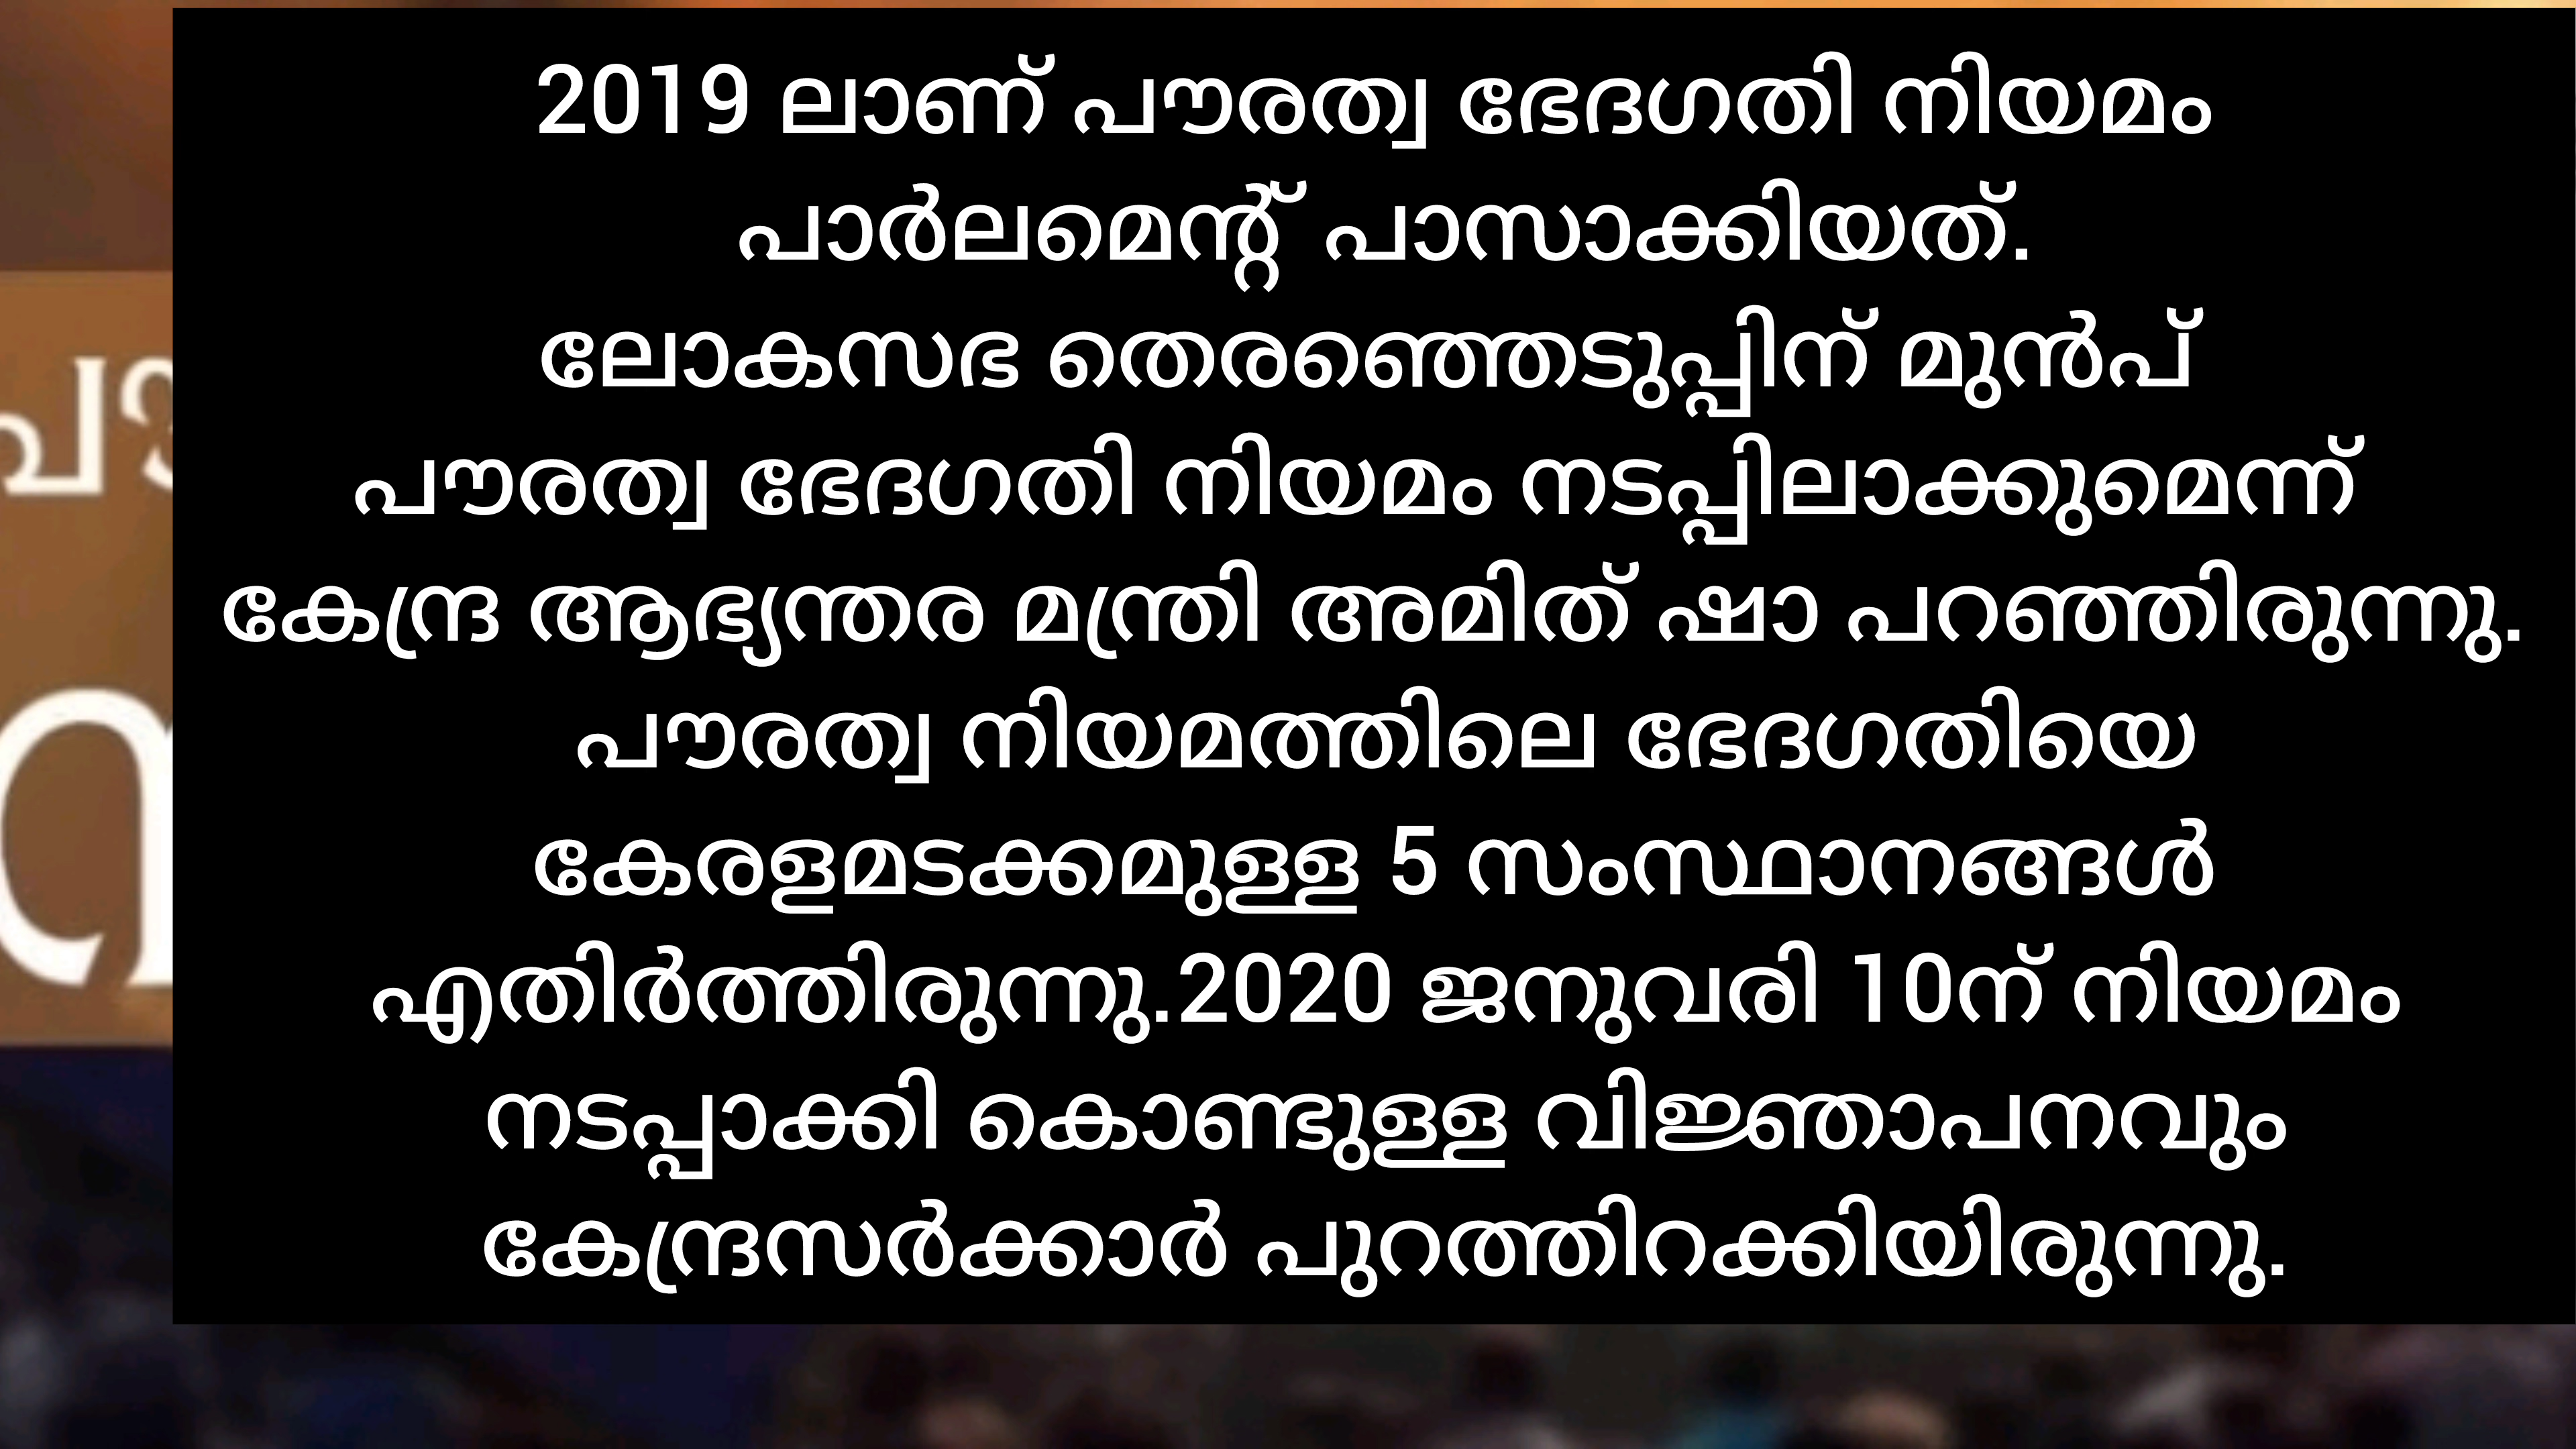 2019 ലാണ് പൗരത്വ ഭേദഗതി നിയമം
പാർലമെന്റ് പാസാക്കിയത്.
ലോകസഭ തെരഞ്ഞെടുപ്പിന് മുൻപ്
പൗരത്വ ഭേദഗതി നിയമം നടപ്പിലാക്കുമെന്ന്
കേന്ദ്ര ആഭ്യന്തര മന്ത്രി അമിത് ഷാ പറഞ്ഞിരുന്നു.
പൗരത്വ നിയമത്തിലെ ഭേദഗതിയെ
കേരളമടക്കമുള്ള 5 സംസ്ഥാനങ്ങൾ
എതിർത്തിരുന്നു.2020 ജനുവരി 10ന് നിയമം
നടപ്പാക്കി കൊണ്ടുള്ള വിജ്ഞാപനവും
കേന്ദ്രസർക്കാർ പുറത്തിറക്കിയിരുന്നു.